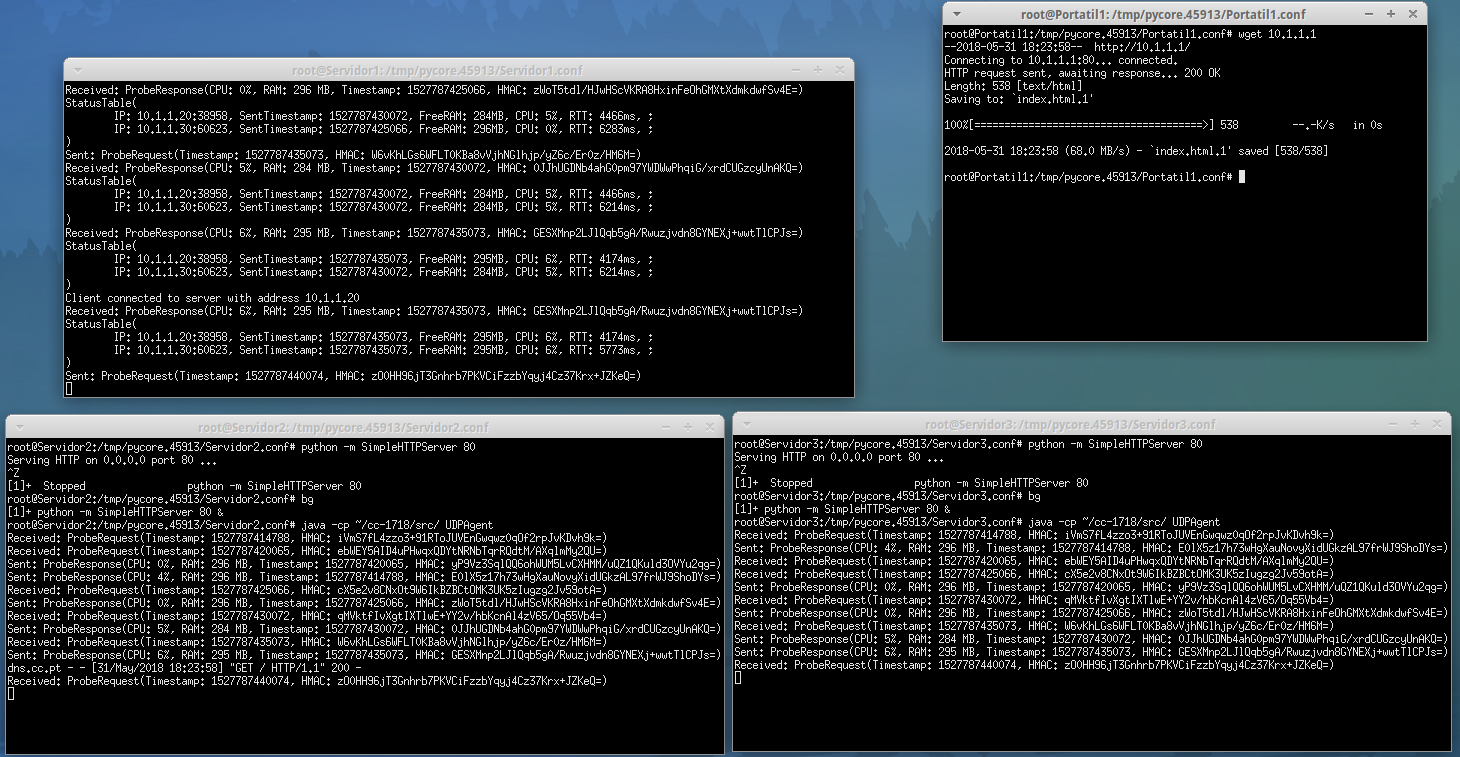 root@Servidor1: /tmp/pycore.45913/Servidor1.conf
Received: ProbeResponse(CPU: 0%, RAM: 296 MB, Timestamp: 1527787425066, HMAC: zWoT5tdl/HJwHScVKRA8HxinFeOhGMXtXdmkdwfSv4E=)
StatusTable(
IP: 10.1.1.20:38958, SentTimestamp: 1527787430072, FreeRAM: 284MB, CPU: 5%, RTT: 4466ms, ;
IP: 10.1.1.30:60623, SentTimestamp: 1527787425066, FreeRAM: 296MB, CPU: 0%, RTT: 6283ms, ;
)
Sent: ProbeRequest(Timestamp: 1527787435073, HMAC: W6vKhLGs6WFLTOKBa8vVjhNGlhjp/yZ6c/Er0z/HM6M=)
Received: ProbeResponse(CPU: 5%, RAM: 284 MB, Timestamp: 1527787430072, HMAC: OJJhUGDNb4ahGOpm97YWDWwPhqiG/xrdCUGzcyUnAKQ=)
StatusTable(
IP: 10.1.1.20:38958, SentTimestamp: 1527787430072, FreeRAM: 284MB, CPU: 5%, RTT: 4466ms, ;
IP: 10.1.1.30:60623, SentTimestamp: 1527787430072, FreeRAM: 284MB, CPU: 5%, RTT: 6214ms, ;
)
Received: ProbeResponse(CPU: 6%, RAM: 295 MB, Timestamp: 1527787435073, HMAC: GESXMnp2LJlQqb5gA/Rwuzjvdn8GYNEXj+wwtTlCPJs=)
StatusTable(
IP: 10.1.1.20:38958, SentTimestamp: 1527787435073, FreeRAM: 295MB, CPU: 6%, RTT: 4174ms, ;
IP: 10.1.1.30:60623, SentTimestamp: 1527787430072, FreeRAM: 284MB, CPU: 5%, RTT: 6214ms, ;
)
Client connected to server with address 10.1.1.20
Received: ProbeResponse(CPU: 6%, RAM: 295 MB, Timestamp: 1527787435073, HMAC: GESXMnp2LJlQqb5gA/Rwuzjvdn8GYNEXj+wwtTlCPJs=)
StatusTable(
IP: 10.1.1.20:38958, SentTimestamp: 1527787435073, FreeRAM: 295MB, CPU: 6%, RTT: 4174ms, ;
IP: 10.1.1.30:60623, SentTimestamp: 1527787435073, FreeRAM: 295MB, CPU: 6%, RTT: 5773ms, ;
)
Sent: ProbeRequest(Timestamp: 1527787440074, HMAC: zO0HH96jT3Gnhrb7PKVCiFzzbYqyj4Cz37Krx+JZKeQ=)
root@Portatil1: /tmp/pycore.45913/Portatil1.conf
root@Portatil1:/tmp/pycore.45913/Portatil1.conf# wget 10.1.1.1
--2018-05-31 18:23:58--  http://10.1.1.1/
Connecting to 10.1.1.1:80... connected.
HTTP request sent, awaiting response... 200 OK
Length: 538 [text/html]
Saving to: `index.html.1'
100%[======================================>] 538         --.-K/s   in 0s
2018-05-31 18:23:58 (68.0 MB/s) - `index.html.1' saved [538/538]
root@Portatil1:/tmp/pycore.45913/Portatil1.conf#
root@Servidor2: /tmp/pycore.45913/Servidor2.conf
root@Servidor2:/tmp/pycore.45913/Servidor2.conf# python -m SimpleHTTPServer 80
Serving HTTP on 0.0.0.0 port 80 ...
^Z
[1]+  Stopped                 python -m SimpleHTTPServer 80
root@Servidor2:/tmp/pycore.45913/Servidor2.conf# bg
[1]+ python -m SimpleHTTPServer 80 &
root@Servidor2:/tmp/pycore.45913/Servidor2.conf# java -cp ~/cc-1718/src/ UDPAgent
Received: ProbeRequest(Timestamp: 1527787414788, HMAC: iVmS7fL4zzo3+91RToJUVEnGwqwzOqOf2rpJvKDvh9k=)
Received: ProbeRequest(Timestamp: 1527787420065, HMAC: ebWEY5AID4uPHwqxQDYtNRNbTqrRQdtM/AXqlmMy2QU=)
Sent: ProbeResponse(CPU: 0%, RAM: 296 MB, Timestamp: 1527787420065, HMAC: yP9Vz3SqlQQ6ohWUM5LvCXHMM/uQZ1QKuld3OVYu2qg=)
Sent: ProbeResponse(CPU: 4%, RAM: 296 MB, Timestamp: 1527787414788, HMAC: EOlX5z17h73wHgXauNovyXidUGkzAL97frWJ9ShoDYs=)
Received: ProbeRequest(Timestamp: 1527787425066, HMAC: cX5e2v8CNxOt9W6IkBZBCtOMK3UK5zIugzg2Jv59otA=)
Sent: ProbeResponse(CPU: 0%, RAM: 296 MB, Timestamp: 1527787425066, HMAC: zWoT5tdl/HJwHScVKRA8HxinFeOhGMXtXdmkdwfSv4E=)
Received: ProbeRequest(Timestamp: 1527787430072, HMAC: qMVktfIvXgtIXTlwE+YY2v/hbKcnAl4zV65/Oq55Vb4=)
Sent: ProbeResponse(CPU: 5%, RAM: 284 MB, Timestamp: 1527787430072, HMAC: OJJhUGDNb4ahGOpm97YWDWwPhqiG/xrdCUGzcyUnAKQ=)
Received: ProbeRequest(Timestamp: 1527787435073, HMAC: W6vKhLGs6WFLTOKBa8vVjhNGlhjp/yZ6c/Er0z/HM6M=)
Sent: ProbeResponse(CPU: 6%, RAM: 295 MB, Timestamp: 1527787435073, HMAC: GESXMnp2LJlQqb5gA/Rwuzjvdn8GYNEXj+wwtTlCPJs=)
dns.cc.pt - - [31/May/2018 18:23:58] "GET / HTTP/1.1" 200 -
Received: ProbeRequest(Timestamp: 1527787440074, HMAC: zO0HH96jT3Gnhrb7PKVCiFzzbYqyj4Cz37Krx+JZKeQ=)
root@Servidor3: /tmp/pycore.45913/Servidor3.conf
root@Servidor3:/tmp/pycore.45913/Servidor3.conf# python -m SimpleHTTPServer 80
Serving HTTP on 0.0.0.0 port 80 ...
^Z
[1]+  Stopped                 python -m SimpleHTTPServer 80
root@Servidor3:/tmp/pycore.45913/Servidor3.conf# bg
[1]+ python -m SimpleHTTPServer 80 &
root@Servidor3:/tmp/pycore.45913/Servidor3.conf# java -cp ~/cc-1718/src/ UDPAgent
Received: ProbeRequest(Timestamp: 1527787414788, HMAC: iVmS7fL4zzo3+91RToJUVEnGwqwzOqOf2rpJvKDvh9k=)
Sent: ProbeResponse(CPU: 4%, RAM: 296 MB, Timestamp: 1527787414788, HMAC: EOlX5z17h73wHgXauNovyXidUGkzAL97frWJ9ShoDYs=)
Received: ProbeRequest(Timestamp: 1527787420065, HMAC: ebWEY5AID4uPHwqxQDYtNRNbTqrRQdtM/AXqlmMy2QU=)
Received: ProbeRequest(Timestamp: 1527787425066, HMAC: cX5e2v8CNxOt9W6IkBZBCtOMK3UK5zIugzg2Jv59otA=)
Sent: ProbeResponse(CPU: 0%, RAM: 296 MB, Timestamp: 1527787420065, HMAC: yP9Vz3SqlQQ6ohWUM5LvCXHMM/uQZ1QKuld3OVYu2qg=)
Received: ProbeRequest(Timestamp: 1527787430072, HMAC: qMVktfIvXgtIXTlwE+YY2v/hbKcnAl4zV65/Oq55Vb4=)
Sent: ProbeResponse(CPU: 0%, RAM: 296 MB, Timestamp: 1527787425066, HMAC: zWoT5tdl/HJwHScVKRA8HxinFeOhGMXtXdmkdwfSv4E=)
Received: ProbeRequest(Timestamp: 1527787435073, HMAC: W6vKhLGs6WFLTOKBa8vVjhNGlhjp/yZ6c/Er0z/HM6M=)
Sent: ProbeResponse(CPU: 5%, RAM: 284 MB, Timestamp: 1527787430072, HMAC: OJJhUGDNb4ahGOpm97YWDWwPhqiG/xrdCUGzcyUnAKQ=)
Sent: ProbeResponse(CPU: 6%, RAM: 295 MB, Timestamp: 1527787435073, HMAC: GESXMnp2LJlQqb5gA/Rwuzjvdn8GYNEXj+wwtTlCPJs=)
Received: ProbeRequest(Timestamp: 1527787440074, HMAC: zO0HH96jT3Gnhrb7PKVCiFzzbYqyj4Cz37Krx+JZKeQ=)